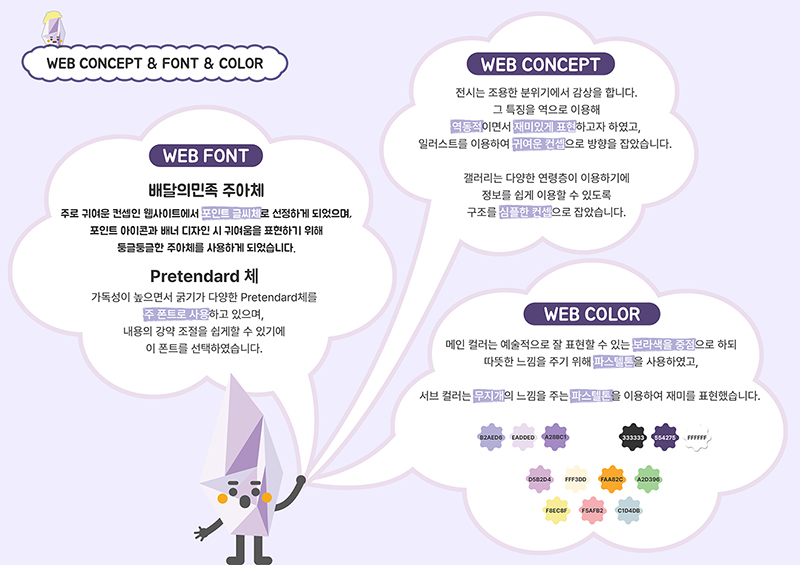 WEB CONCEPT & FONT & COLOR
WEB FONT
배달의민족 주아체
주로 귀여운 컨셉인 웹사이트에서 포인트 글씨체로 선정하게 되었으며,
포인트 아이콘과 배너 디자인 시 귀여움을 표현하기 위해
둥글둥글한 주아체를 사용하게 되었습니다.
Pretendard 체
가독성이 높으면서 굵기가 다양한 Pretendard체를
주 폰트로 사용하고 있으며,
내용의 강약 조절을 쉽게할 수 있기에
이 폰트를 선택하였습니다.
WEB CONCEPT
전시는 조용한 분위기에서 감상을 합니다.
그 특징을 역으로 이용해
역동적이면서 재미있게 표현하고자 하였고,
일러스트를 이용하여 귀여운 컨셉으로 방향을 잡았습니다.
갤러리는 다양한 연령층이 이용하기에
정보를 쉽게 이용할 수 있도록
구조를 심플한 컨셉으로 잡았습니다.
WEB COLOR
메인 컬러는 예술적으로 잘 표현할 수 있는 보라색을 중점으로 하되
따뜻한 느낌을 주기 위해 파스텔톤을 사용하였고,
서브 컬러는 무지개의 느낌을 주는 파스텔톤을 이용하여 재미를 표현했습니다.
B2AED6 EADDED A28BC1 333333 554275 FFFFFF
D5B2D4 FFF3DD FAA82C A2D396
F8EC8F F5AFB2 C1D4DB